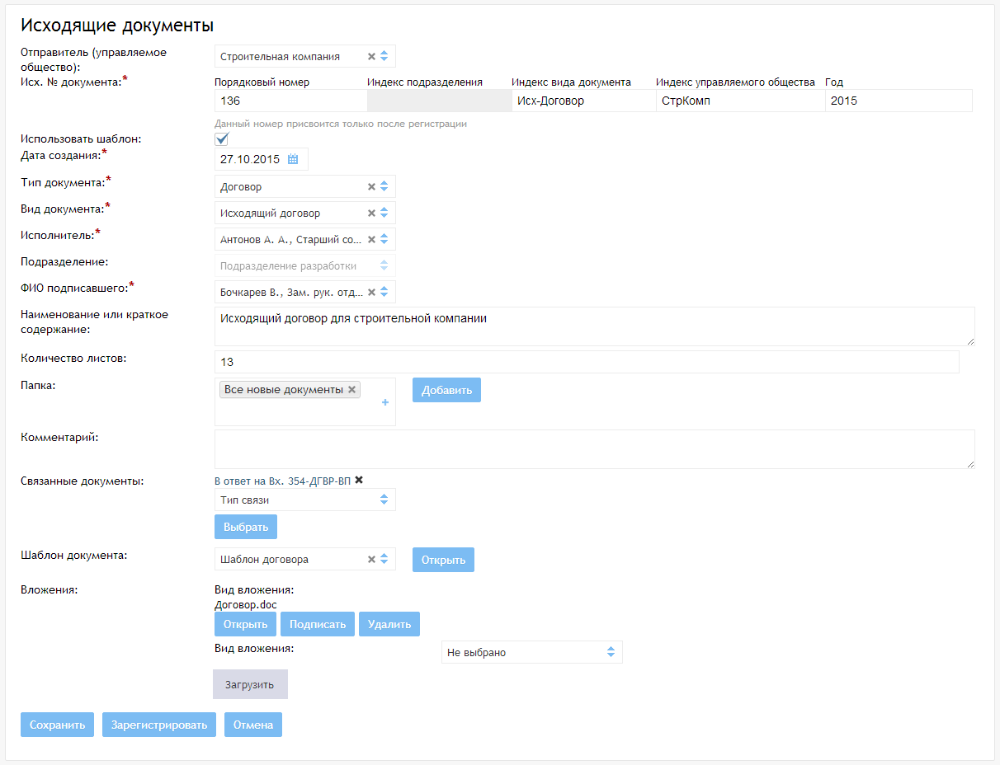 Исходящие документы
Отправитель (управляемое
общество):
Строительная компания
Исх. № документа:*
Порядковый номер Индекс подразделения Индекс вида документа Индекс управляемого общества Год
136 Исх-Договор СтрКомп 2015
Данный номер присвоится только после регистрации
Использовать шаблон:
Дата создания:*
27.10.2015
Тип документа:*
Договор
Вид документа:*
Исходящий договор
Исполнитель:*
Антонов А. А., Старший со...
Подразделение:
Подразделение разработки
ФИО подписавшего:*
Бочкарев В., Зам. рук. отд...
Наименование или краткое
содержание:
Исходящий договор для строительной компании
Количество листов:
13
Папка:
Все новые документы
Добавить
Комментарий:
Связанные документы:
В ответ на Вх. 354-ДГВР-ВП
Тип связи
Выбрать
Шаблон документа:
Шаблон договора
Открыть
Вложения:
Вид вложения:
Договор.doc
Открыть Подписать Удалить
Вид вложения:
Не выбрано
Загрузить
Сохранить Зарегистрировать Отмена